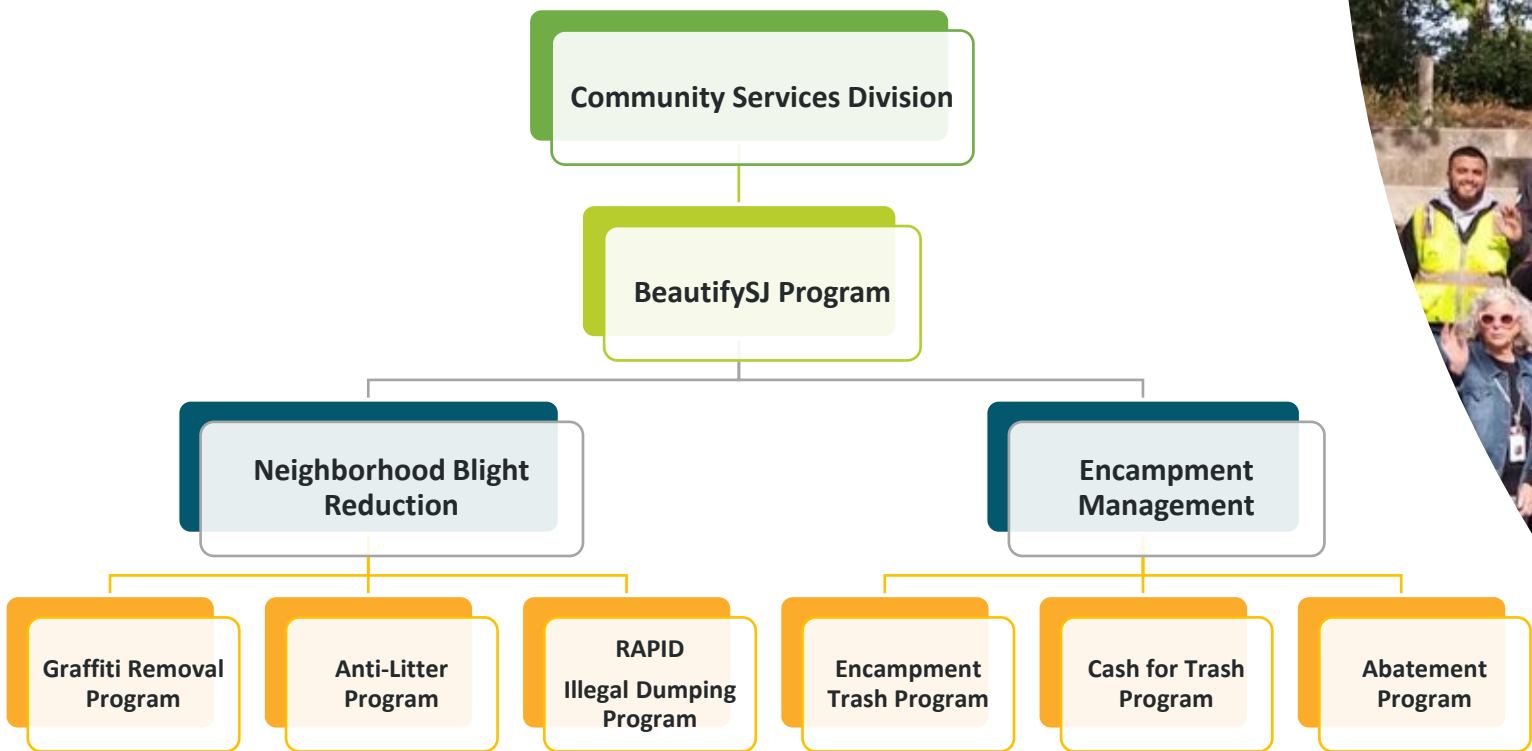 Community Services Division
BeautifySJ Program
Neighborhood Blight
Reduction
Encampment
Management
Graffiti Removal
Program
Anti-Litter
Program
RAPID
Illegal Dumping
Program
Encampment
Trash Program
Cash for Trash
Program
Abatement
Program